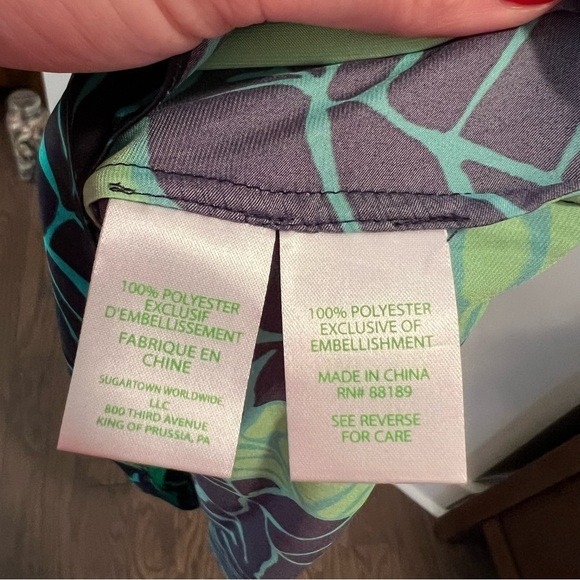 100% POLYESTER
EXCLUSIF
D'EMBELLISSEMENT
FABRIQUE EN
CHINE
SUGARTOWN WORLDWIDE,
LLC
800 THIRD AVENUE
KING OF PRUSSIA, PA
100% POLYESTER
EXCLUSIVE OF
EMBELLISHMENT
MADE IN CHINA
RN# 88189
SEE REVERSE
FOR CARE